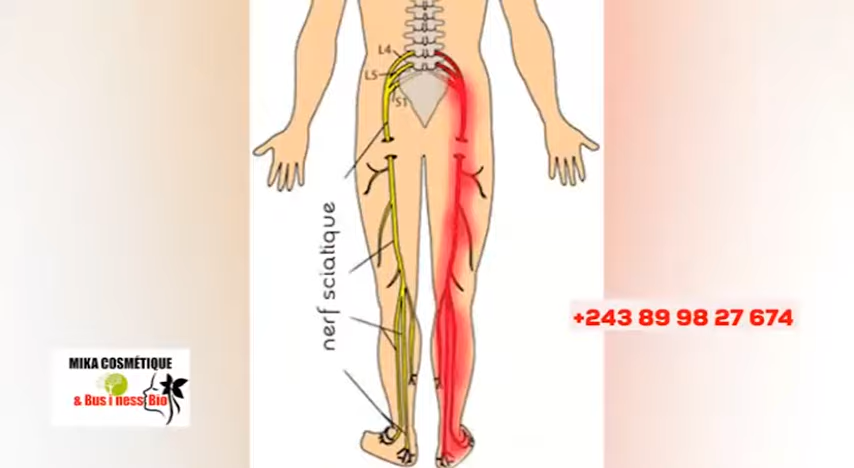 L4
L5
S1
nerf sciatique
+243 89 98 27 674
MIKA COSMÉTIQUE
& Bus i ness Bio